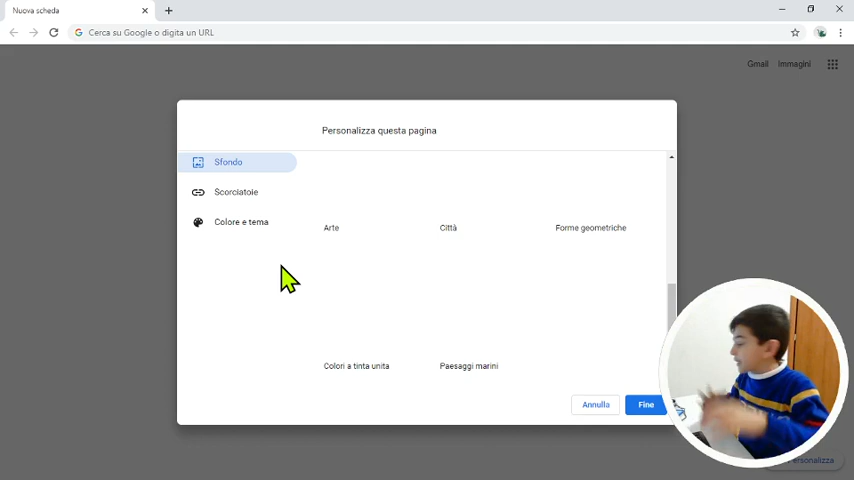 Nuova scheda
Cerca su Google o digita un URL
Gmail Immagini
Personalizza questa pagina
Sfondo
Scorciatoie
Colore e tema
Arte Città Forme geometriche
Colori a tinta unita Paesaggi marini
Annulla Fine
Personalizza